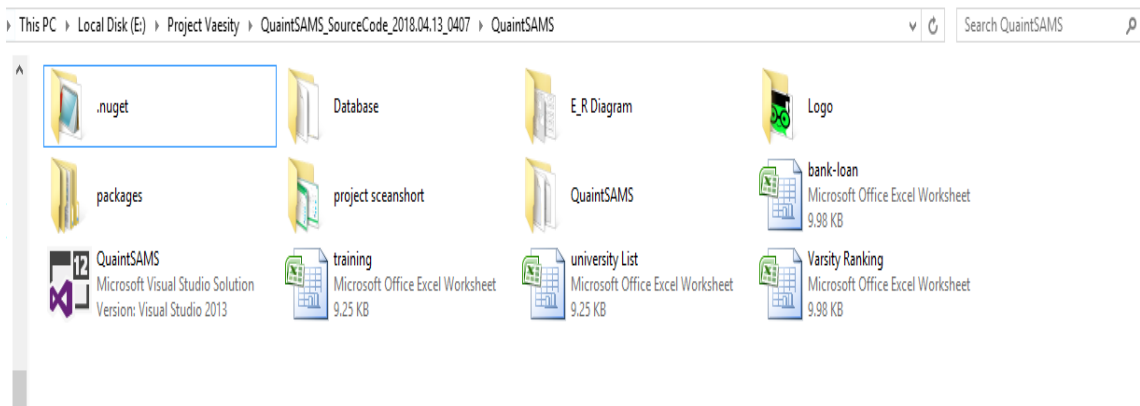 This PC Local Disk (E:) Project Vaesity QuaintSAMS_SourceCode_2018.04.13_0407 QuaintSAMS
Search QuaintSAMS
.nuget
Database
E_R Diagram
Logo
packages
project sceanshort
QuaintSAMS
bank-loan
Microsoft Office Excel Worksheet
9.98 KB
12
QuaintSAMS
Microsoft Visual Studio Solution
Version: Visual Studio 2013
training
Microsoft Office Excel Worksheet
9.25 KB
university List
Microsoft Office Excel Worksheet
9.25 KB
Varsity Ranking
Microsoft Office Excel Worksheet
9.98 KB